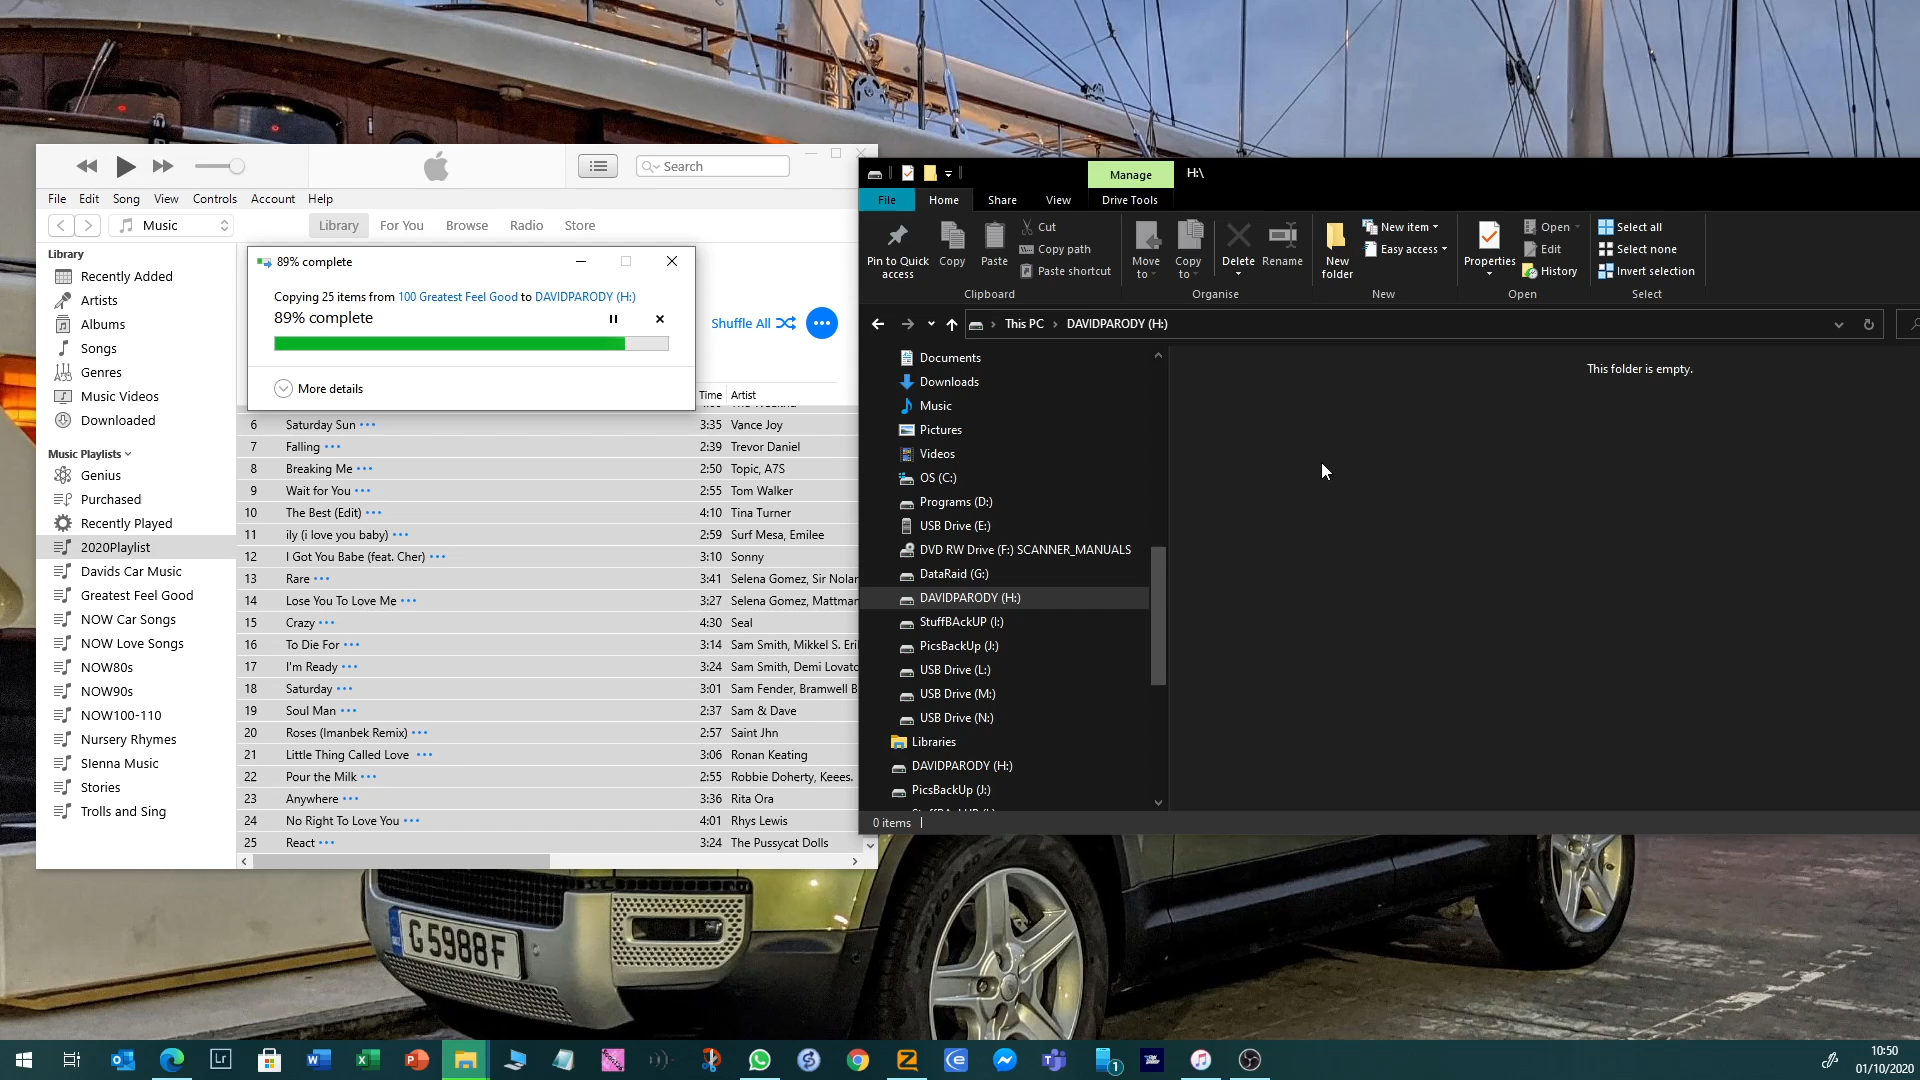 Search
File Edit Song View Controls Account Help
Music
Library For You Browse Radio Store
Library
Recently Added
Artists
Albums
Songs
Genres
Music Videos
Downloaded
Music Playlists
Genius
Purchased
Recently Played
2020Playlist
Davids Car Music
Greatest Feel Good
NOW Car Songs
NOW Love Songs
NOW80s
NOW90s
NOW100-110
Nursery Rhymes
SIenna Music
Stories
Trolls and Sing
89% complete
Copying 25 items from 100 Greatest Feel Good to DAVIDPARODY (H:)
89% complete
More details
Shuffle All
Time Artist
6 Saturday Sun 3:35 Vance Joy
7 Falling 2:39 Trevor Daniel
8 Breaking Me 2:50 Topic, A7S
9 Wait for You 2:55 Tom Walker
10 The Best (Edit) 4:10 Tina Turner
11 ily (i love you baby) 2:59 Surf Mesa, Emilee
12 I Got You Babe (feat. Cher) 3:10 Sonny
13 Rare 3:41 Selena Gomez, Sir Nolan
14 Lose You To Love Me 3:27 Selena Gomez, Mattman
15 Crazy 4:30 Seal
16 To Die For 3:14 Sam Smith, Mikkel S. Eri
17 I'm Ready 3:24 Sam Smith, Demi Lovato
18 Saturday 3:01 Sam Fender, Bramwell B
19 Soul Man 2:37 Sam & Dave
20 Roses (Imanbek Remix) 2:57 Saint Jhn
21 Little Thing Called Love 3:06 Ronan Keating
22 Pour the Milk 2:55 Robbie Doherty, Keees.
23 Anywhere 3:36 Rita Ora
24 No Right To Love You 4:01 Rhys Lewis
25 React 3:24 The Pussycat Dolls
Manage H:\
File Home Share View Drive Tools
Pin to Quick access
Copy
Paste
Cut
Copy path
Paste shortcut
Clipboard
Move to
Copy to
Delete
Rename
Organise
New folder
New item
Easy access
New
Properties
Open
Edit
History
Open
Select all
Select none
Invert selection
Select
This PC DAVIDPARODY (H:)
Documents
Downloads
Music
Pictures
Videos
OS (C:)
Programs (D:)
USB Drive (E:)
DVD RW Drive (F:) SCANNER_MANUALS
DataRaid (G:)
DAVIDPARODY (H:)
StuffBAckUP (I:)
PicsBackUp (J:)
USB Drive (L:)
USB Drive (M:)
USB Drive (N:)
Libraries
DAVIDPARODY (H:)
PicsBackUp (J:)
This folder is empty.
0 items
G5988F
Lr
1
10:50
01/10/2020